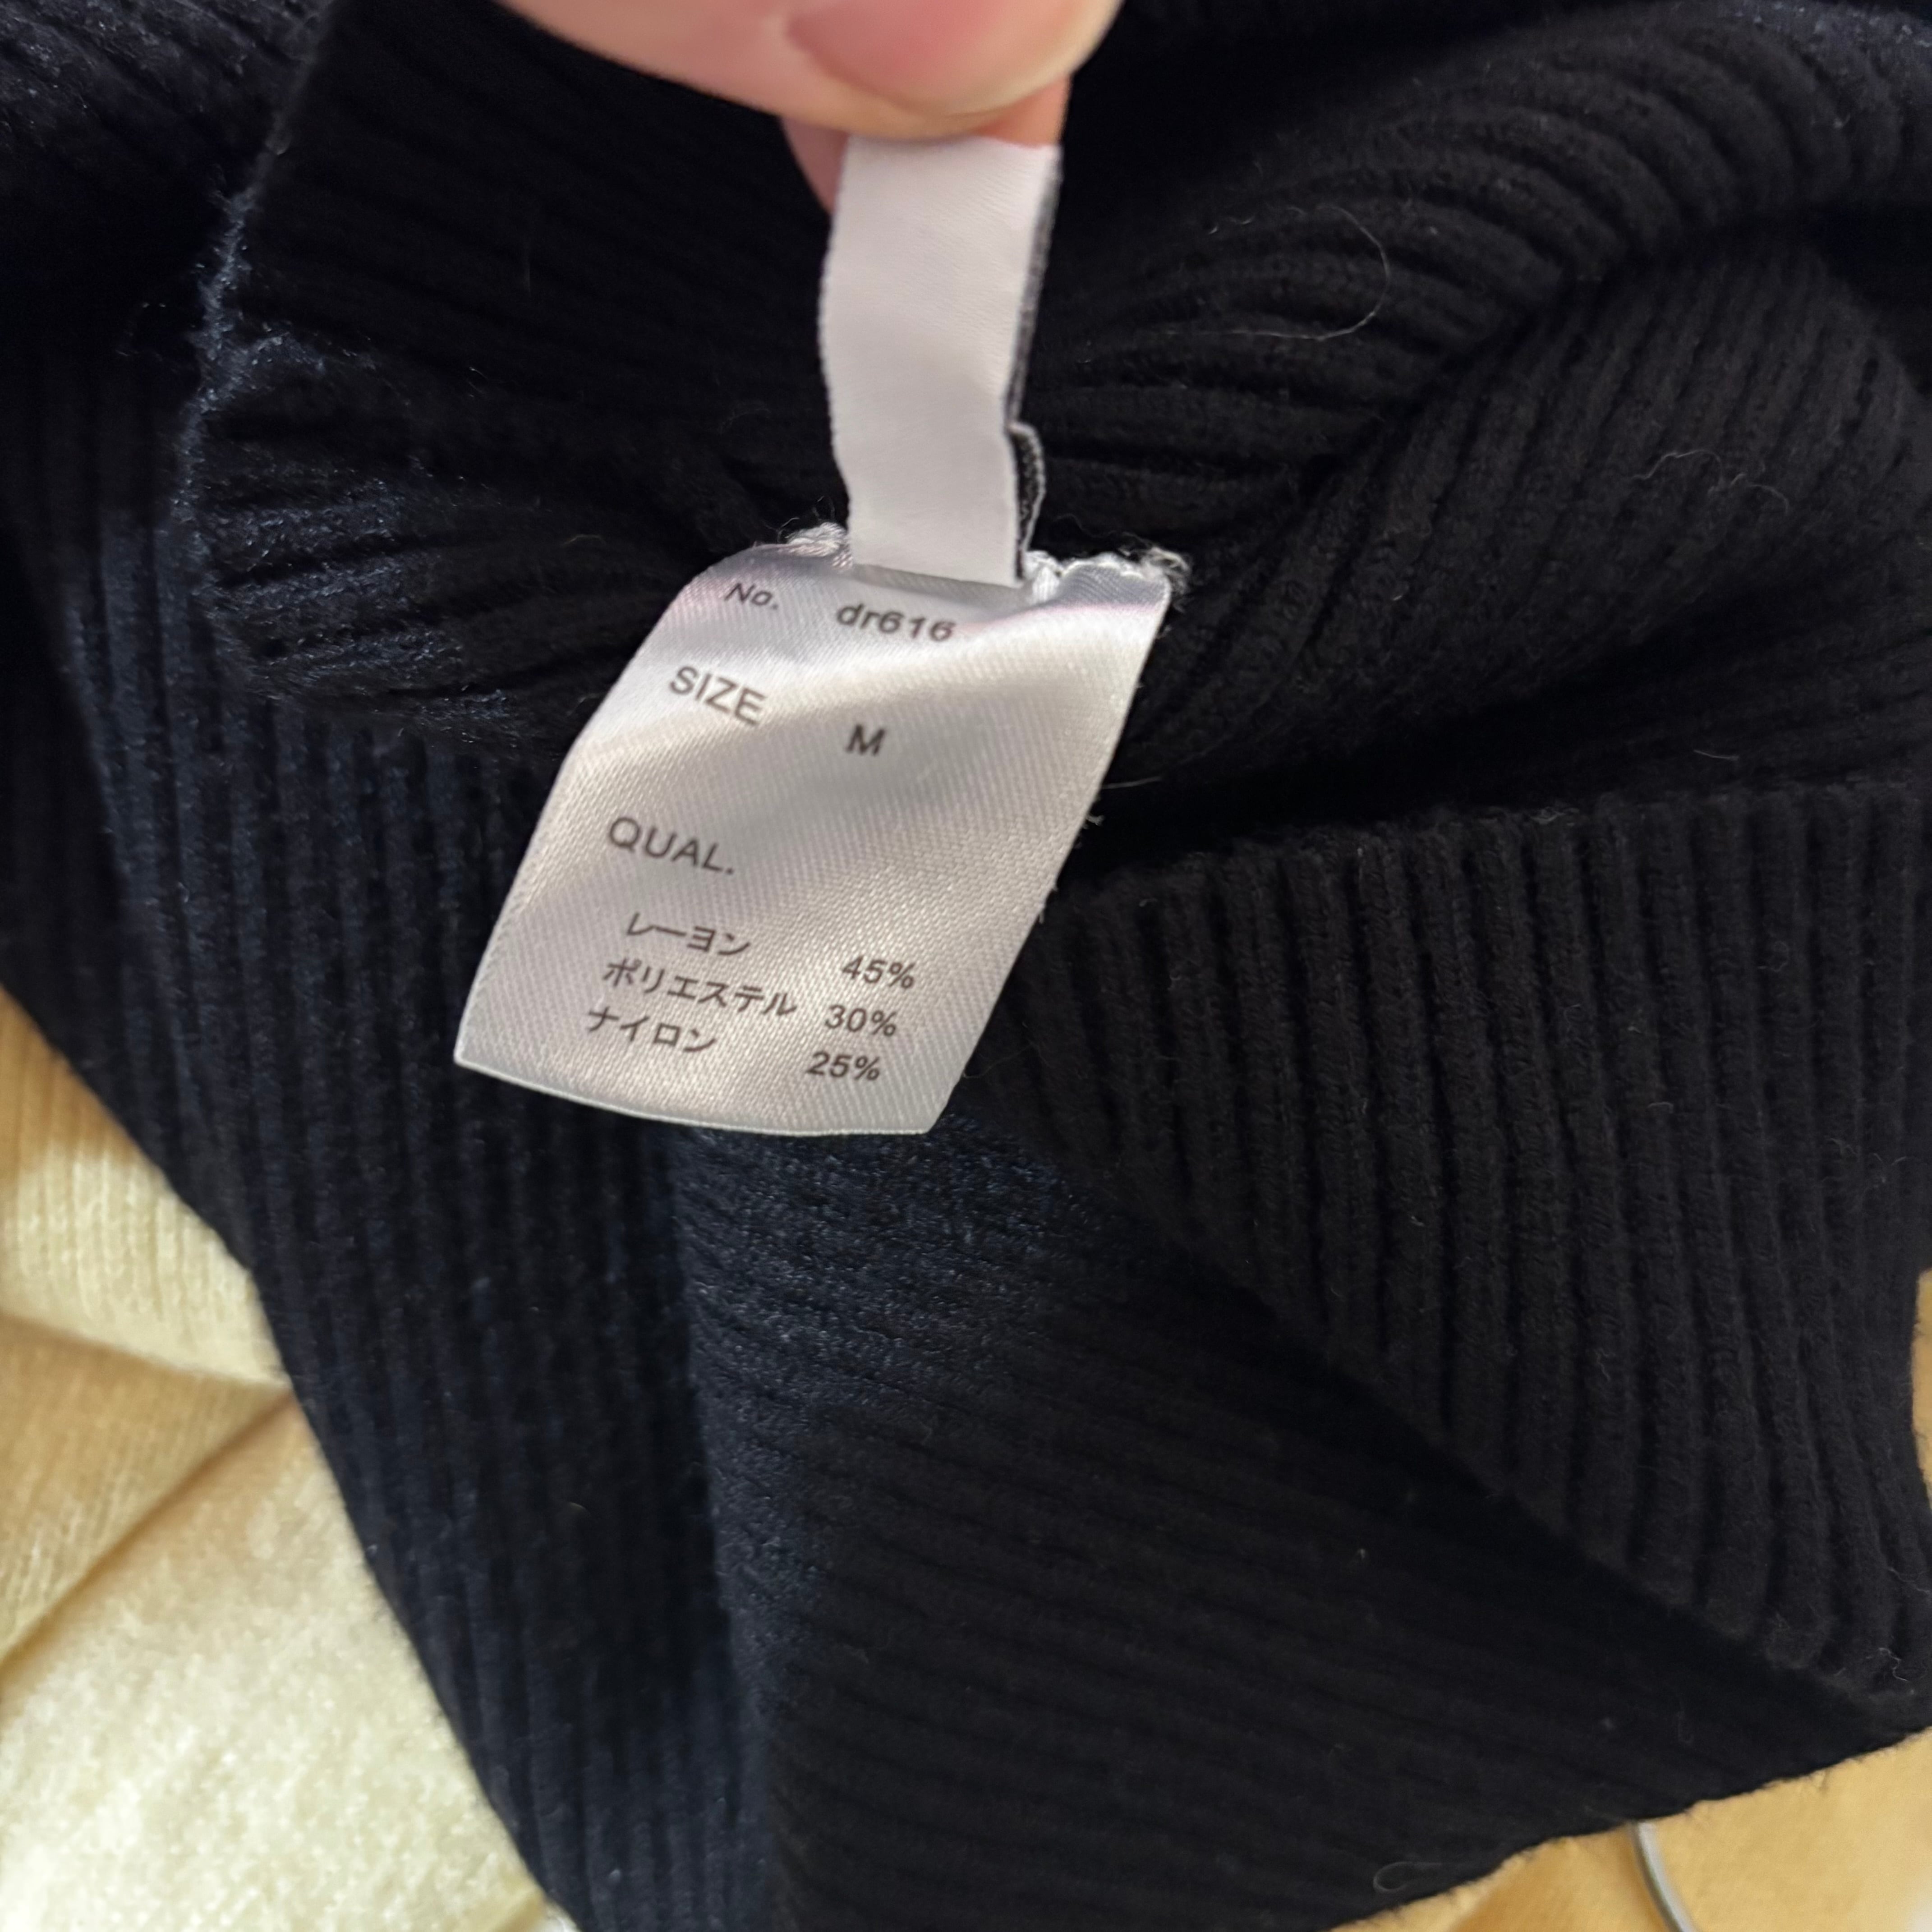 No. dr616
SIZE
M
QUAL.
レーヨン 45%
ポリエステル 30%
ナイロン 25%